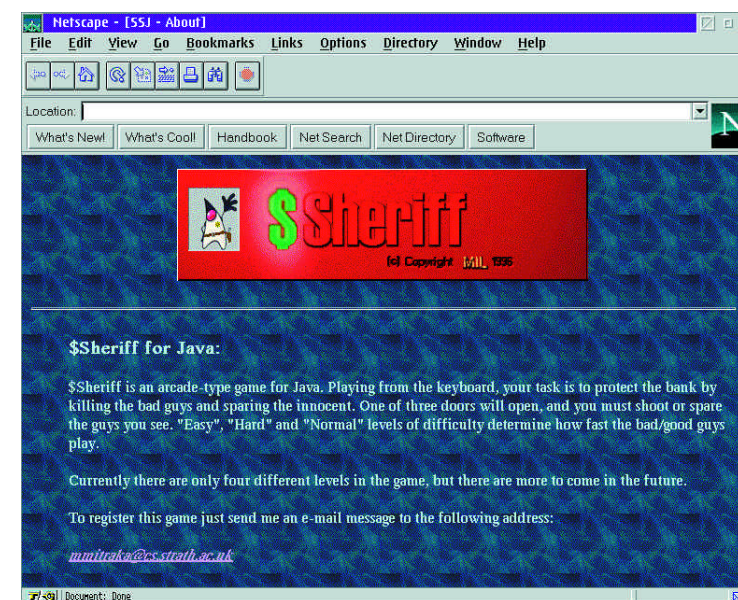 Netscape - [SSJ - About]
File Edit View Go Bookmarks Links Options Directory Window Help
Location:
What's New! What's Cool! Handbook Net Search Net Directory Software
N
$Sheriff
(c) Copyright MIL 1996
$Sheriff for Java:
$Sheriff is an arcade-type game for Java. Playing from the keyboard, your task is to protect the bank by
killing the bad guys and sparing the innocent. One of three doors will open, and you must shoot or spare
the guys you see. "Easy", "Hard" and "Normal" levels of difficulty determine how fast the bad/good guys
play.
Currently there are only four different levels in the game, but there are more to come in the future.
To register this game just send me an e-mail message to the following address:
mmitraka@cs.strath.ac.uk
Document: Done